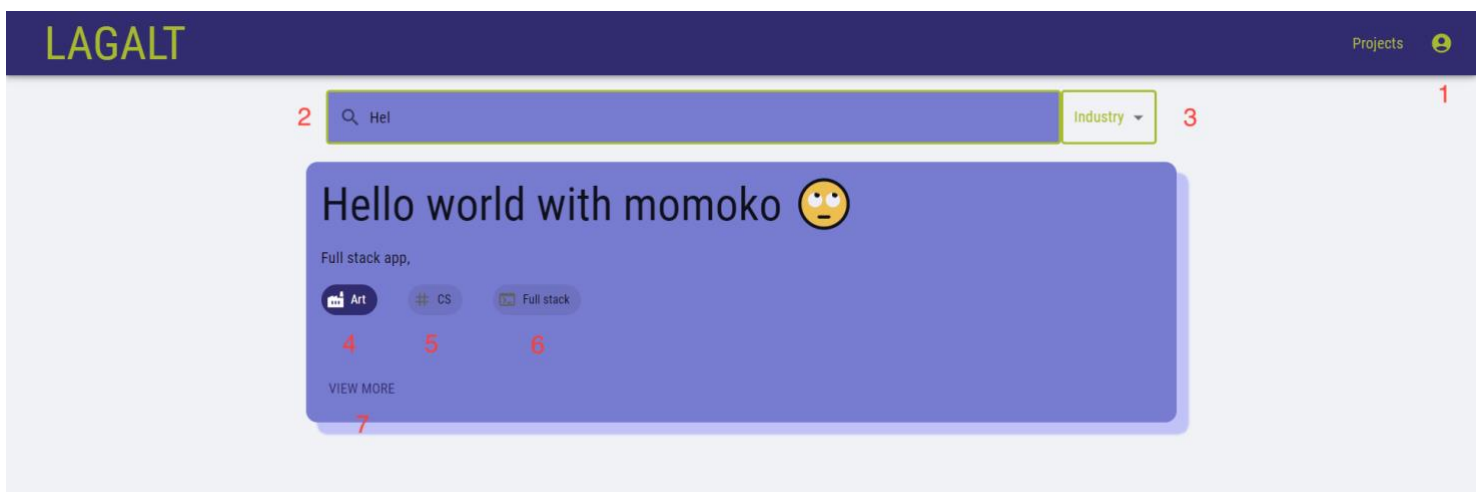 LAGALT
Projects
1
2
Hel
Industry
3
Hello world with momoko 🙄
Full stack app,
Art # CS Full stack
4 5 6
VIEW MORE
7